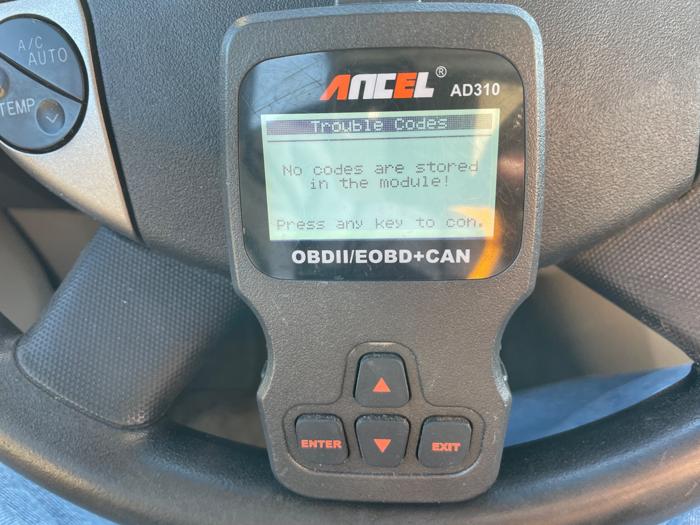 A/C
AUTO
TEMP
ANCEL®
AD310
Trouble Codes
No codes are stored
in the module!
Press any key to con.
OBDII/EOBD+CAN
ENTER
EXIT